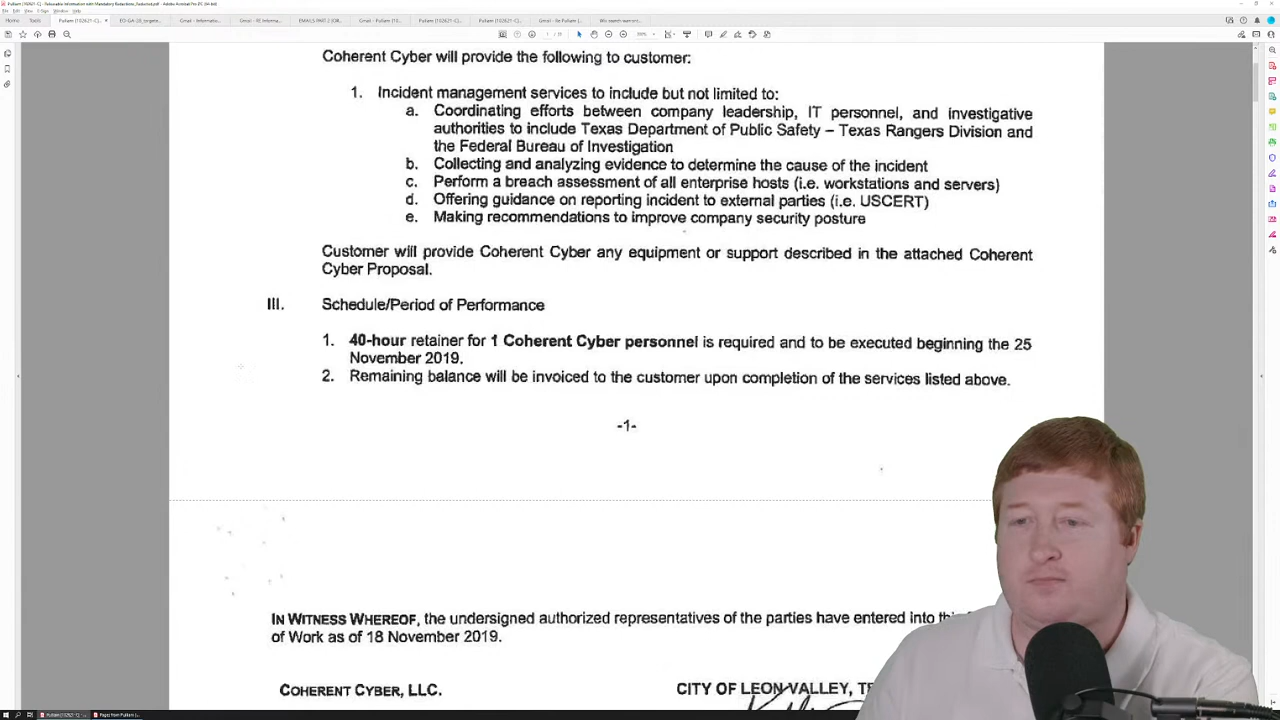 Home Tools
Coherent Cyber will provide the following to customer:
1. Incident management services to include but not limited to:
a. Coordinating efforts between company leadership, IT personnel, and investigative
authorities to include Texas Department of Public Safety – Texas Rangers Division and
the Federal Bureau of Investigation
b. Collecting and analyzing evidence to determine the cause of the incident
c. Perform a breach assessment of all enterprise hosts (i.e. workstations and servers)
d. Offering guidance on reporting incident to external parties (i.e. USCERT)
e. Making recommendations to improve company security posture
Customer will provide Coherent Cyber any equipment or support described in the attached Coherent
Cyber Proposal.
III. Schedule/Period of Performance
1. 40-hour retainer for 1 Coherent Cyber personnel is required and to be executed beginning the 25
November 2019.
2. Remaining balance will be invoiced to the customer upon completion of the services listed above.
-1-
IN WITNESS WHEREOF, the undersigned authorized representatives of the parties have entered into
of Work as of 18 November 2019.
COHERENT CYBER, LLC. CITY OF LEON VALLEY,